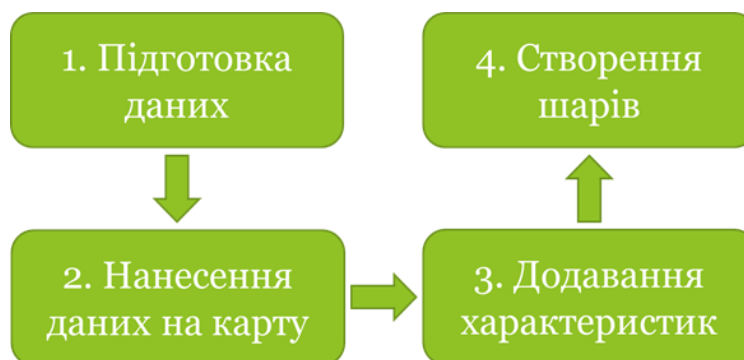 1. Підготовка
даних
2. Нанесення
даних на карту
3. Додавання
характеристик
4. Створення
шарів